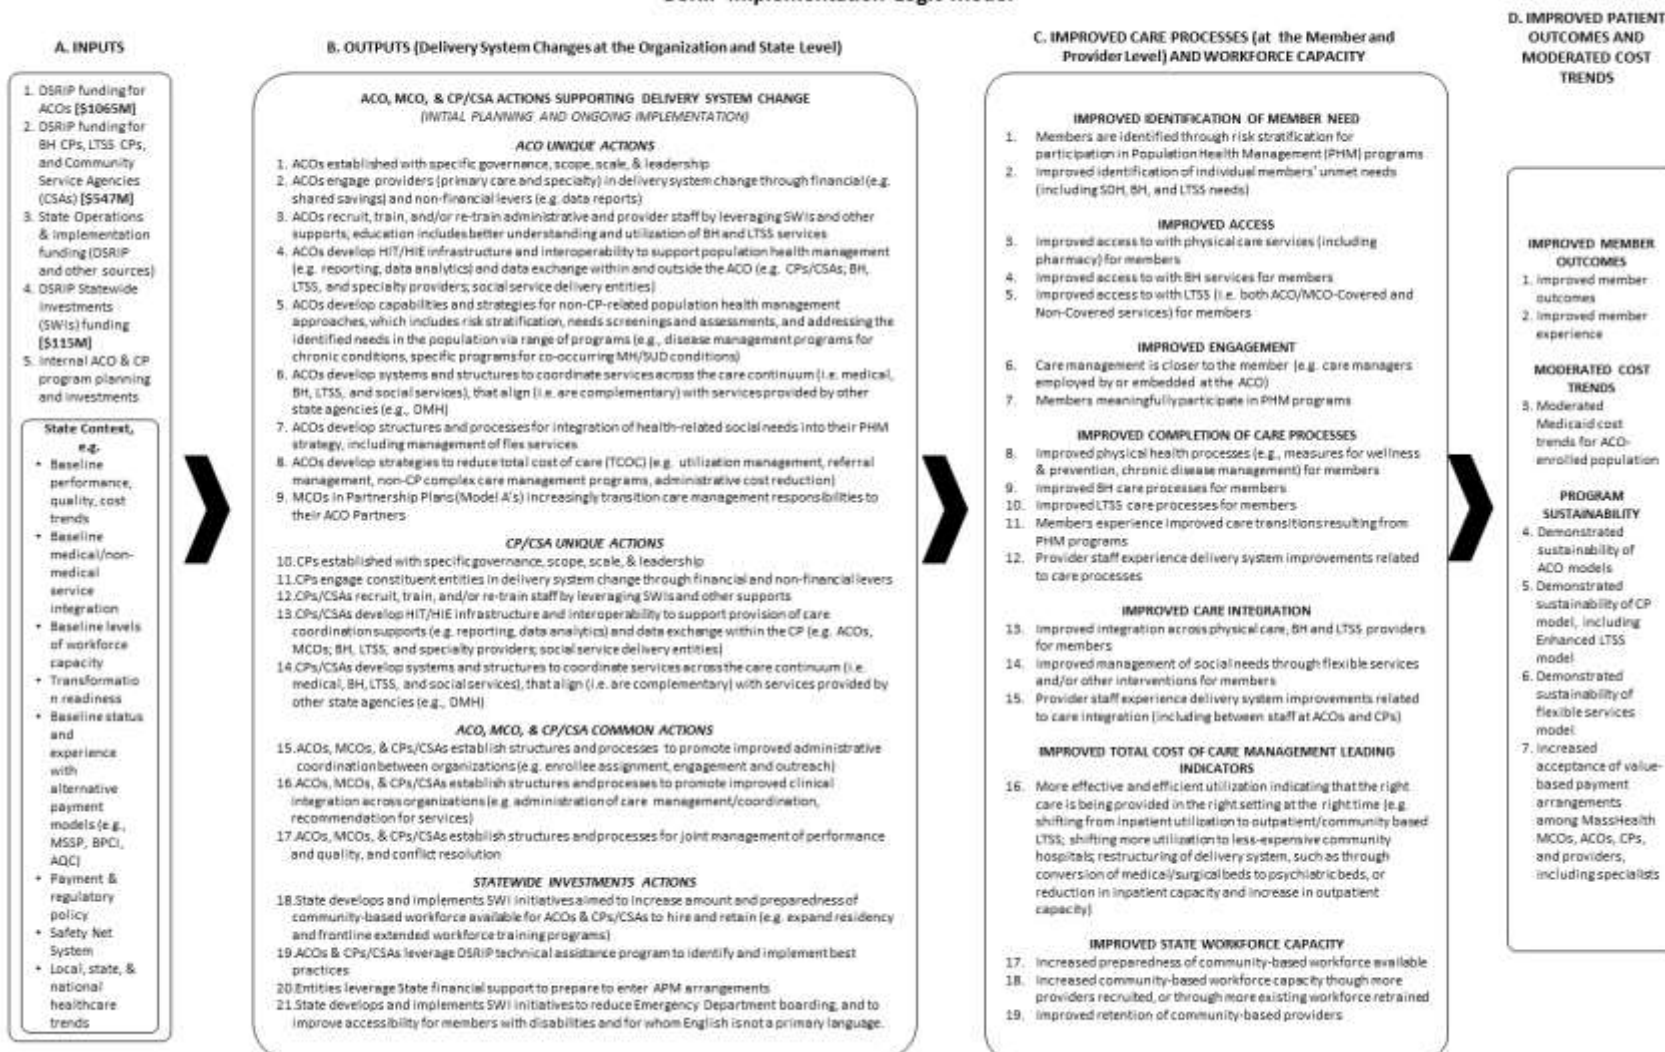 DSRIP Implementation Logic Model
A. INPUTS
1. DSRIP funding for
ACOs [$1065M]
2. DSRIP funding for
BH CPs, LTSS CPs,
and Community
Service Agencies
(CSAs) [$547M]
3. State Operations
& Implementation
funding (DSRIP
and other sources)
4. DSRIP Statewide
Investments
(SWIs) funding
[$115M]
5. Internal ACO & CP
program planning
and investments
State Context,
e.g.
• Baseline
performance,
quality, cost
trends
• Baseline
medical/non-
medical
service
integration
• Baseline levels
of workforce
capacity
• Transformatio
n readiness
• Baseline status
and
experience
with
alternative
payment
models (e.g.,
MSSP, BPCI,
AQC)
• Payment &
regulatory
policy
• Safety Net
System
• Local, state, &
national
healthcare
trends
B. OUTPUTS (Delivery System Changes at the Organization and State Level)
ACO, MCO, & CP/CSA ACTIONS SUPPORTING DELIVERY SYSTEM CHANGE
(INITIAL PLANNING AND ONGOING IMPLEMENTATION)
ACO UNIQUE ACTIONS
1. ACOs established with specific governance, scope, scale, & leadership
2. ACOs engage providers (primary care and specialty) in delivery system change through financial (e.g.
shared savings) and non-financial levers (e.g. data reports)
3. ACOs recruit, train, and/or re-train administrative and provider staff by leveraging SWIs and other
supports; education includes better understanding and utilization of BH and LTSS services
4. ACOs develop HIT/HIE infrastructure and interoperability to support population health management
(e.g. reporting, data analytics) and data exchange within and outside the ACO (e.g. CPs/CSAs; BH,
LTSS, and specialty providers; social service delivery entities)
5. ACOs develop capabilities and strategies for non-CP-related population health management
approaches, which includes risk stratification, needs screenings and assessments, and addressing the
identified needs in the population via range of programs (e.g., disease management programs for
chronic conditions, specific programs for co-occurring MH/SUD conditions)
6. ACOs develop systems and structures to coordinate services across the care continuum (i.e. medical,
BH, LTSS, and social services), that align (i.e. are complementary) with services provided by other
state agencies (e.g., DMH)
7. ACOs develop structures and processes for integration of health-related social needs into their PHM
strategy, including management of flex services
8. ACOs develop strategies to reduce total cost of care (TCOC) (e.g. utilization management, referral
management, non-CP complex care management programs, administrative cost reduction)
9. MCOs in Partnership Plans (Model A's) increasingly transition care management responsibilities to
their ACO Partners
CP/CSA UNIQUE ACTIONS
10. CPs established with specific governance, scope, scale, & leadership
11. CPs engage constituent entities in delivery system change through financial and non-financial levers
12. CPs/CSAs recruit, train, and/or re-train staff by leveraging SWIs and other supports
13. CPs/CSAs develop HIT/HIE infrastructure and interoperability to support provision of care
coordination supports (e.g. reporting, data analytics) and data exchange within the CP (e.g. ACOs,
MCOs; BH, LTSS, and specialty providers; social service delivery entities)
14. CPs/CSAs develop systems and structures to coordinate services across the care continuum (i.e.
medical, BH, LTSS, and social services), that align (i.e. are complementary) with services provided by
other state agencies (e.g., DMH)
ACO, MCO, & CP/CSA COMMON ACTIONS
15. ACOs, MCOs, & CPs/CSAs establish structures and processes to promote improved administrative
coordination between organizations (e.g. enrollee assignment, engagement and outreach)
16. ACOs, MCOs, & CPs/CSAs establish structures and processes to promote improved clinical
integration across organizations (e.g. administration of care management/coordination,
recommendation for services)
17. ACOs, MCOs, & CPs/CSAs establish structures and processes for joint management of performance
and quality, and conflict resolution
STATEWIDE INVESTMENTS ACTIONS
18. State develops and implements SWI initiatives aimed to increase amount and preparedness of
community-based workforce available for ACOs & CPs/CSAs to hire and retain (e.g. expand residency
and frontline extended workforce training programs)
19. ACOs & CPs/CSAs leverage DSRIP technical assistance program to identify and implement best
practices
20. Entities leverage State financial support to prepare to enter APM arrangements
21. State develops and implements SWI initiatives to reduce Emergency Department boarding, and to
improve accessibility for members with disabilities and for whom English is not a primary language.
C. IMPROVED CARE PROCESSES (at the Member and
Provider Level) AND WORKFORCE CAPACITY
IMPROVED IDENTIFICATION OF MEMBER NEED
1. Members are identified through risk stratification for
participation in Population Health Management (PHM) programs
2. Improved identification of individual members' unmet needs
(including SDH, BH, and LTSS needs)
IMPROVED ACCESS
3. Improved access to with physical care services (including
pharmacy) for members
4. Improved access to with BH services for members
5. Improved access to with LTSS (i.e. both ACO/MCO-Covered and
Non-Covered services) for members
IMPROVED ENGAGEMENT
6. Care management is closer to the member (e.g. care managers
employed by or embedded at the ACO)
7. Members meaningfully participate in PHM programs
IMPROVED COMPLETION OF CARE PROCESSES
8. Improved physical health processes (e.g., measures for wellness
& prevention, chronic disease management) for members
9. Improved BH care processes for members
10. Improved LTSS care processes for members
11. Members experience improved care transitions resulting from
PHM programs
12. Provider staff experience delivery system improvements related
to care processes
IMPROVED CARE INTEGRATION
13. Improved integration across physical care, BH and LTSS providers
for members
14. Improved management of social needs through flexible services
and/or other interventions for members
15. Provider staff experience delivery system improvements related
to care integration (including between staff at ACOs and CPs)
IMPROVED TOTAL COST OF CARE MANAGEMENT LEADING
INDICATORS
16. More effective and efficient utilization indicating that the right
care is being provided in the right setting at the right time (e.g.
shifting from inpatient utilization to outpatient/community based
LTSS; shifting more utilization to less-expensive community
hospitals; restructuring of delivery system, such as through
conversion of medical/surgical beds to psychiatric beds, or
reduction in inpatient capacity and increase in outpatient
capacity)
IMPROVED STATE WORKFORCE CAPACITY
17. Increased preparedness of community-based workforce available
18. Increased community-based workforce capacity though more
providers recruited, or through more existing workforce retrained
19. Improved retention of community-based providers
D. IMPROVED PATIENT
OUTCOMES AND
MODERATED COST
TRENDS
IMPROVED MEMBER
OUTCOMES
1. Improved member
outcomes
2. Improved member
experience
MODERATED COST
TRENDS
3. Moderated
Medicaid cost
trends for ACO-
enrolled population
PROGRAM
SUSTAINABILITY
4. Demonstrated
sustainability of
ACO models
5. Demonstrated
sustainability of CP
model, including
Enhanced LTSS
model
6. Demonstrated
sustainability of
flexible services
model
7. Increased
acceptance of value-
based payment
arrangements
among MassHealth
MCOs, ACOs, CPs,
and providers,
including specialists